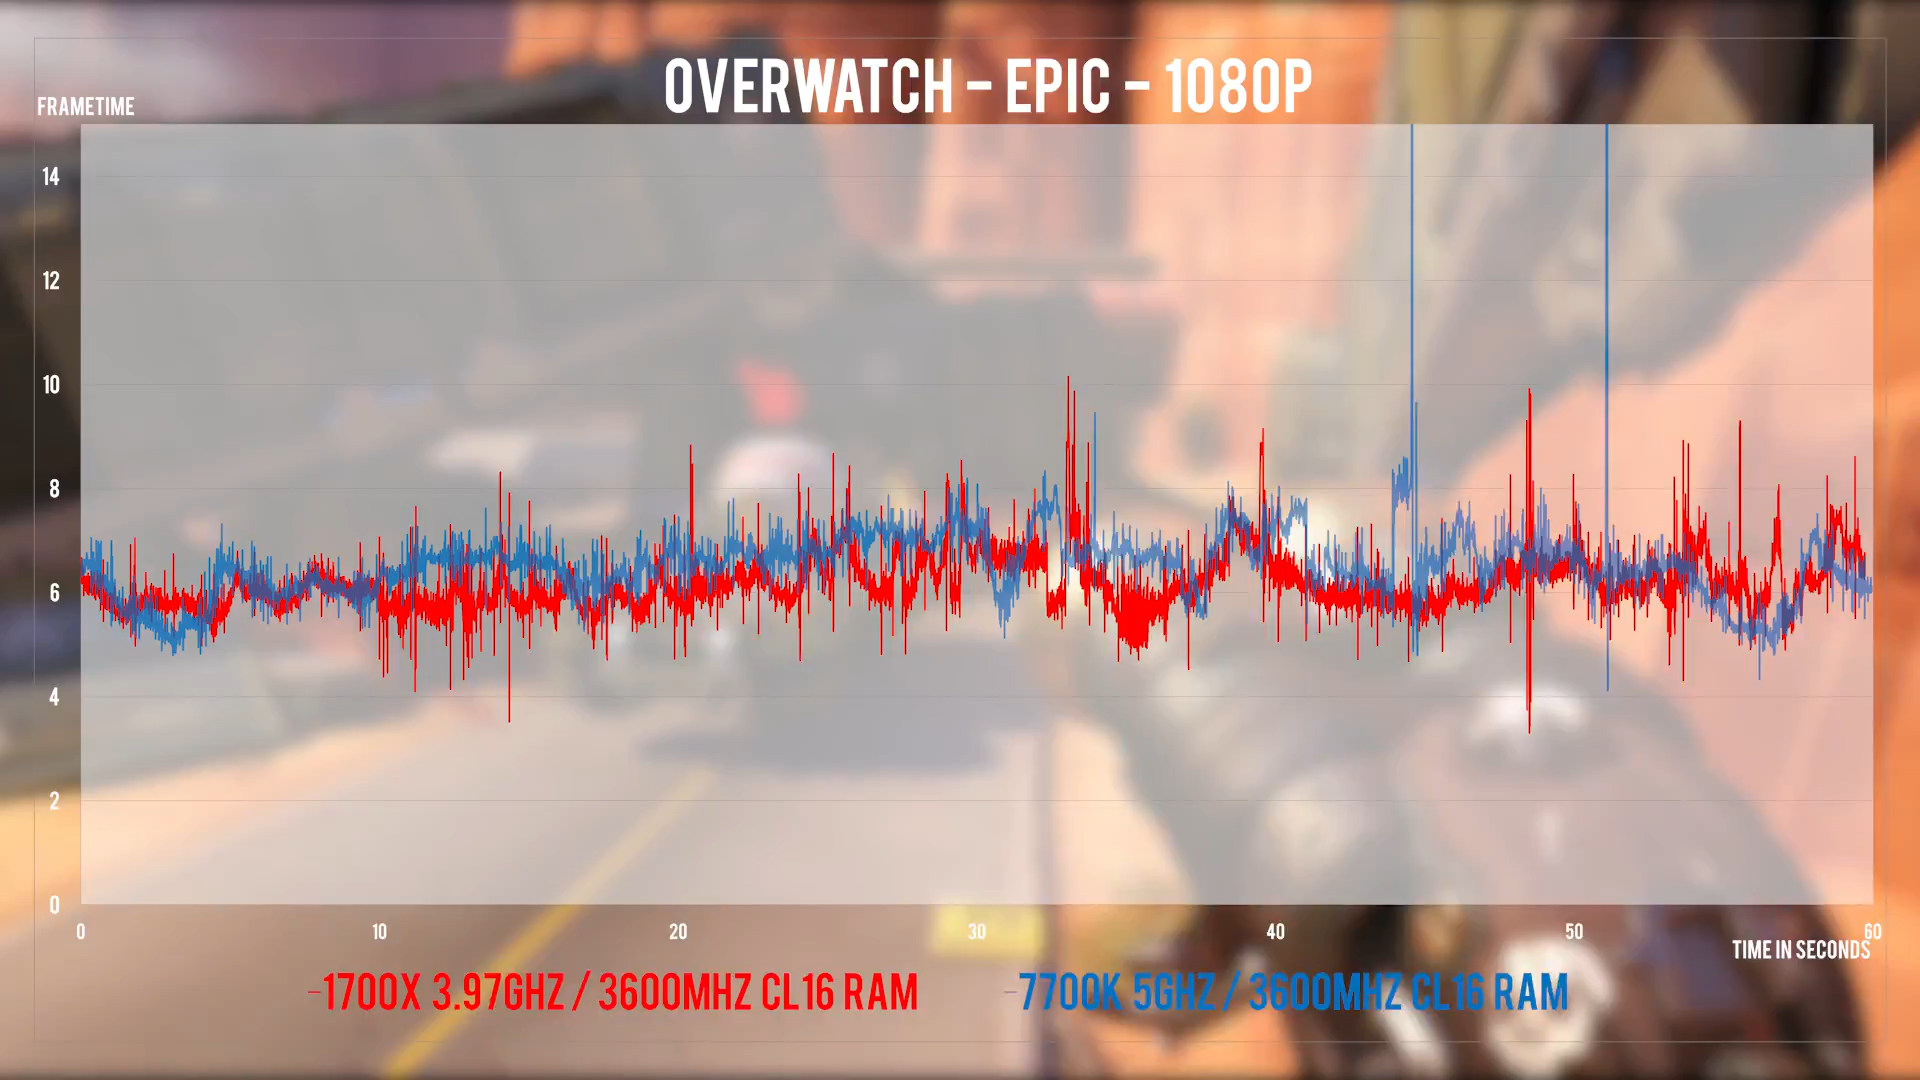 OVERWATCH - EPIC - 1080P
FRAMETIME
14
12
10
8
6
4
2
0
0 10 20 30 40 50 60
TIME IN SECONDS
-1700X 3.97GHZ / 3600MHZ CL16 RAM -7700K 5GHZ / 3600MHZ CL16 RAM